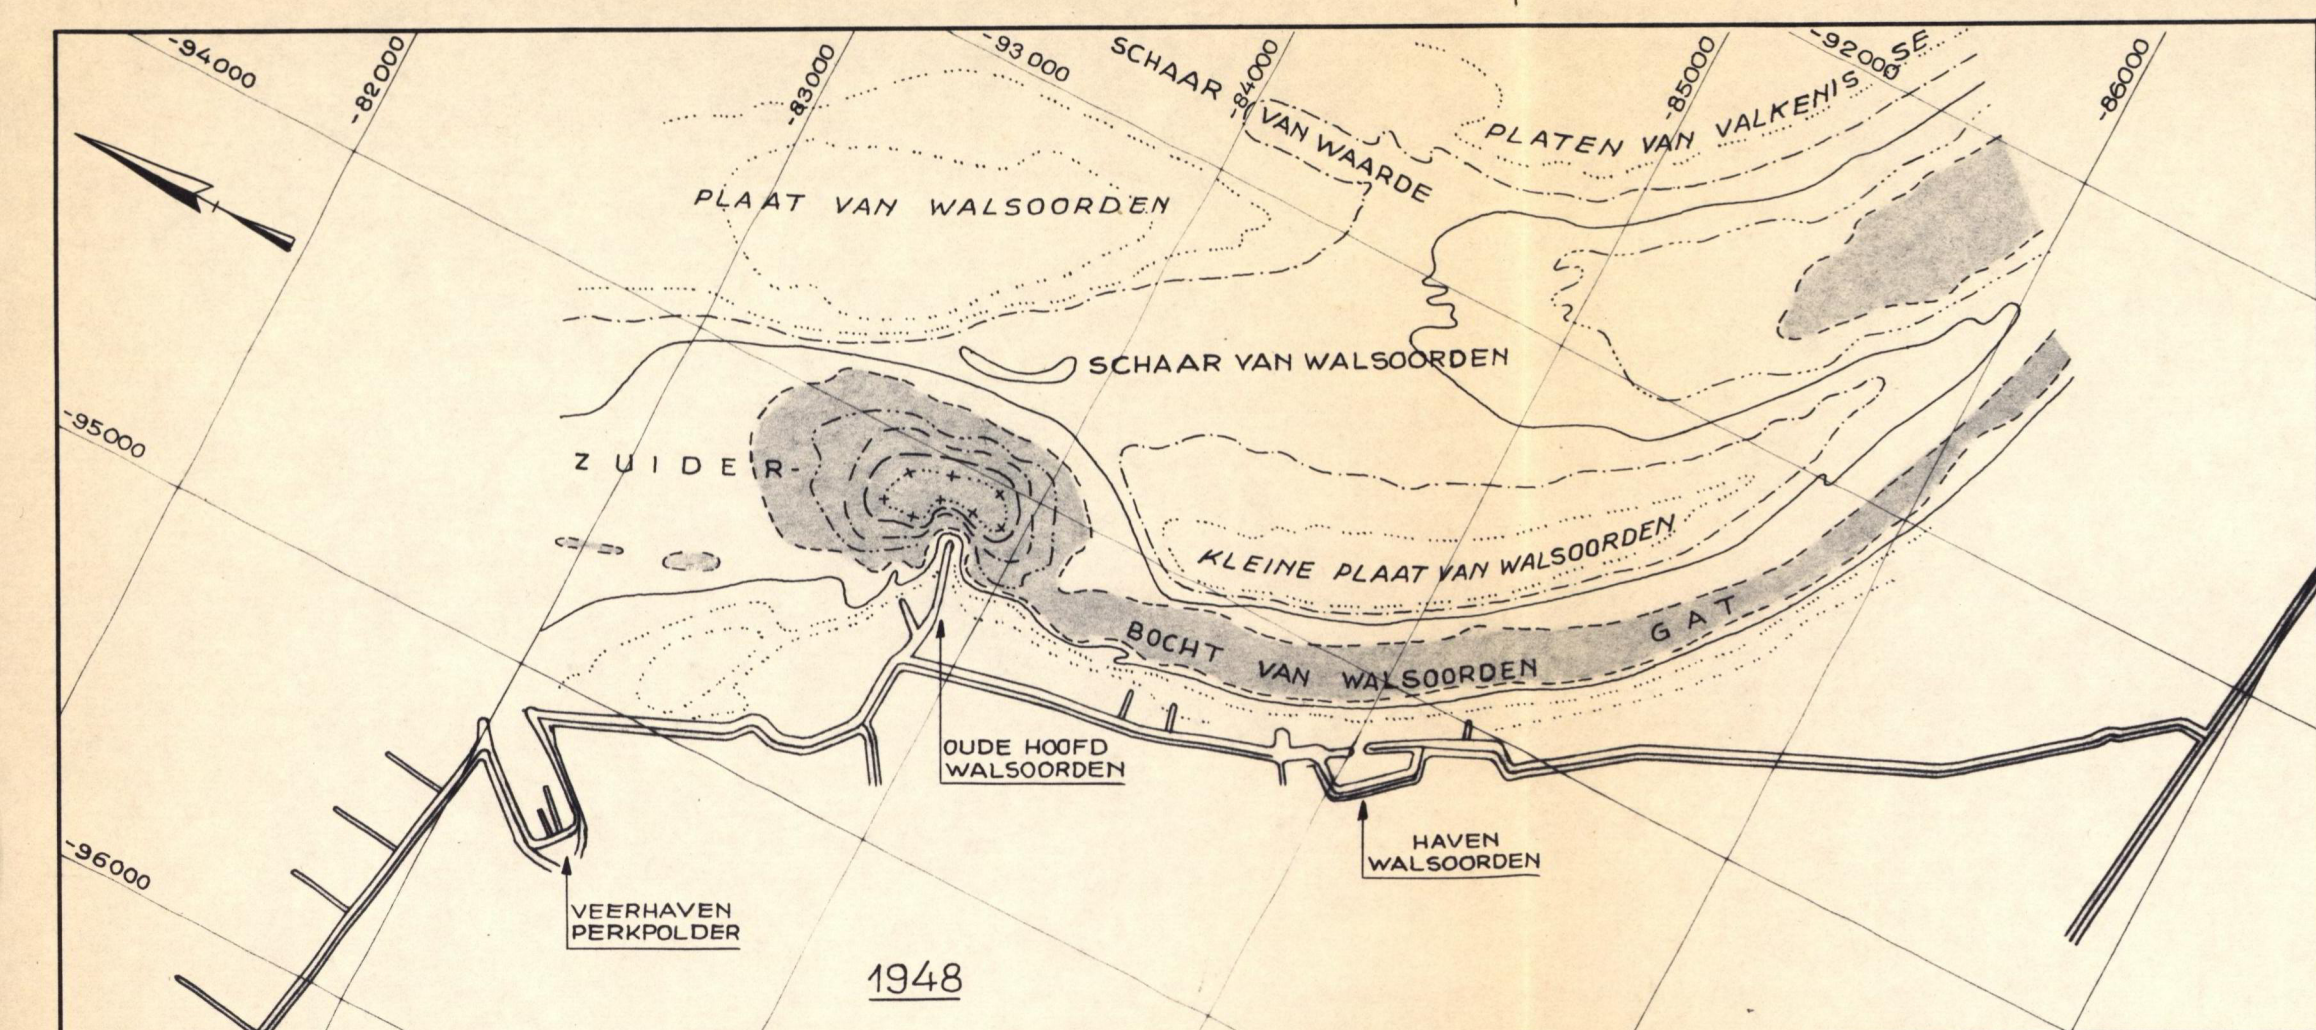 -94000
-82000
-83000
-93000
SCHAAR VAN WAARDE
-84000
-85000
-92000
-86000
PLATEN VAN VALKENISSE
PLAAT VAN WALSOORDEN
SCHAAR VAN WALSOORDEN
-95000
ZUIDER-
KLEINE PLAAT VAN WALSOORDEN
GAT
BOCHT VAN WALSOORDEN
OUDE HOOFD
WALSOORDEN
HAVEN
WALSOORDEN
-96000
VEERHAVEN
PERKPOLDER
1948